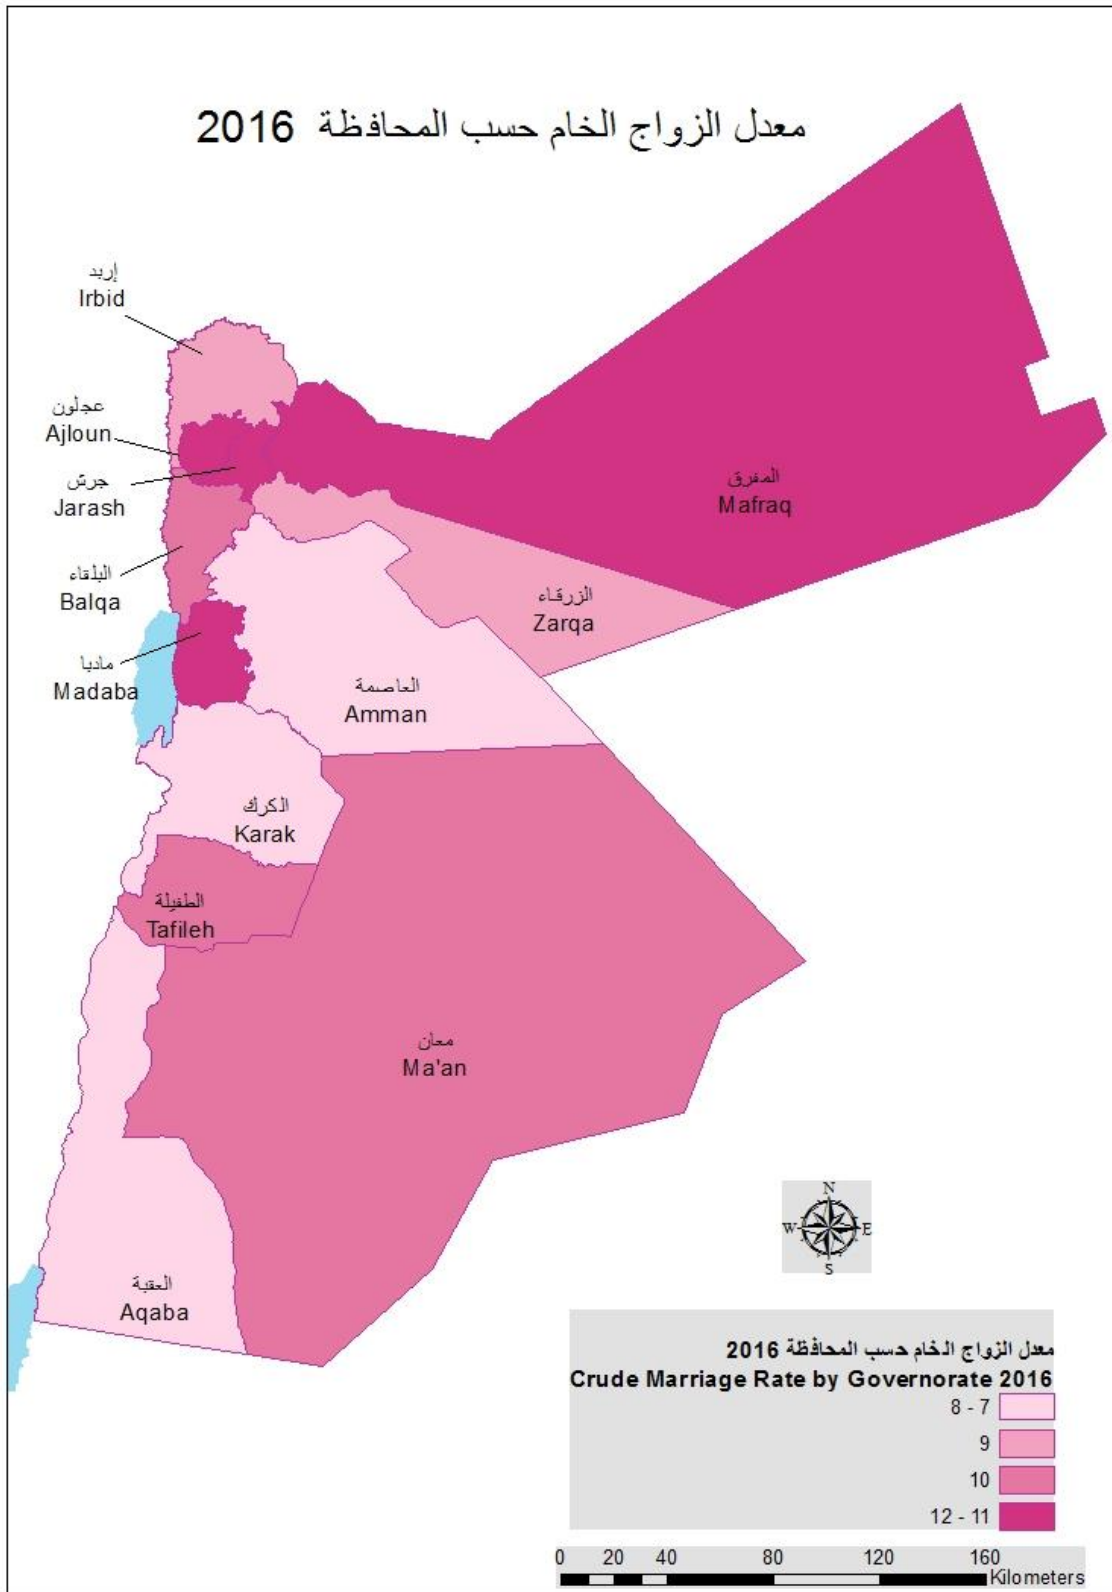 معدل الزواج الخام حسب المحافظة 2016
إربد
Irbid
عجلون
Ajloun
جرش
Jarash
المفرق
Mafraq
البلقاء
Balqa
الزرقاء
Zarqa
مادبا
Madaba
العاصمة
Amman
الكرك
Karak
الطفيلة
Tafileh
معان
Ma'an
العقبة
Aqaba
N
W E
S
معدل الزواج الخام حسب المحافظة 2016
Crude Marriage Rate by Governorate 2016
8 - 7
9
10
12 - 11
0 20 40 80 120 160
Kilometers